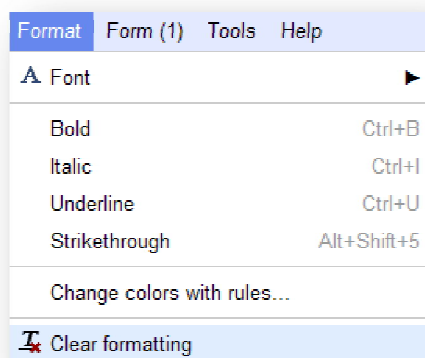 Format Form (1) Tools Help
Font
Bold Ctrl+B
Italic Ctrl+I
Underline Ctrl+U
Strikethrough Alt+Shift+5
Change colors with rules...
Clear formatting